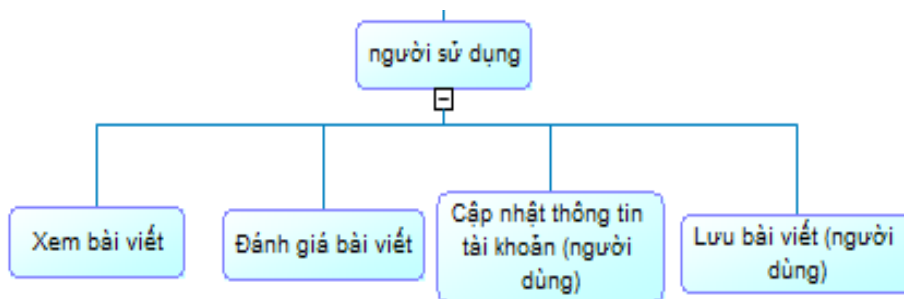 người sử dụng
Xem bài viết
Đánh giá bài viết
Cập nhật thông tin
tài khoản (người
dùng)
Lưu bài viết (người
dùng)